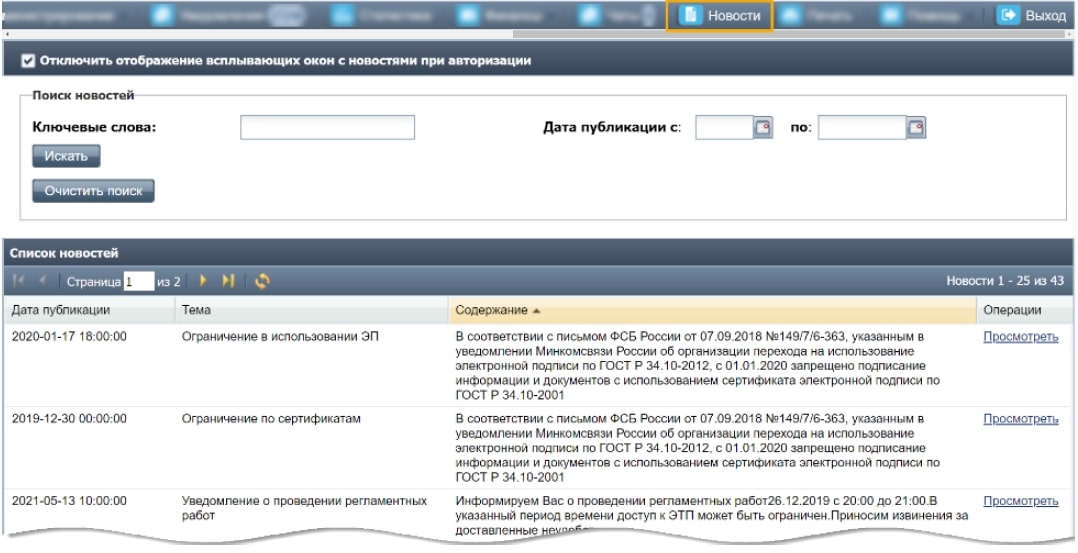 Новости
Выход
Отключить отображение всплывающих окон с новостями при авторизации
Поиск новостей
Ключевые слова:
Дата публикации с:
по:
Искать
Очистить поиск
Список новостей
Страница 1 из 2
Новости 1 - 25 из 43
Дата публикации
Тема
Содержание
Операции
2020-01-17 18:00:00
Ограничение в использовании ЭП
В соответствии с письмом ФСБ России от 07.09.2018 №149/7/6-363, указанным в
уведомлении Минкомсвязи России об организации перехода на использование
электронной подписи по ГОСТ Р 34.10-2012, с 01.01.2020 запрещено подписание
информации и документов с использованием сертификата электронной подписи по
ГОСТ Р 34.10-2001
Просмотреть
2019-12-30 00:00:00
Ограничение по сертификатам
В соответствии с письмом ФСБ России от 07.09.2018 №149/7/6-363, указанным в
уведомлении Минкомсвязи России об организации перехода на использование
электронной подписи по ГОСТ Р 34.10-2012, с 01.01.2020 запрещено подписание
информации и документов с использованием сертификата электронной подписи по
ГОСТ Р 34.10-2001
Просмотреть
2021-05-13 10:00:00
Уведомление о проведении регламентных
работ
Информируем Вас о проведении регламентных работ26.12.2019 с 20:00 до 21:00.В
указанный период времени доступ к ЭТП может быть ограничен.Приносим извинения за
доставленные
Просмотреть